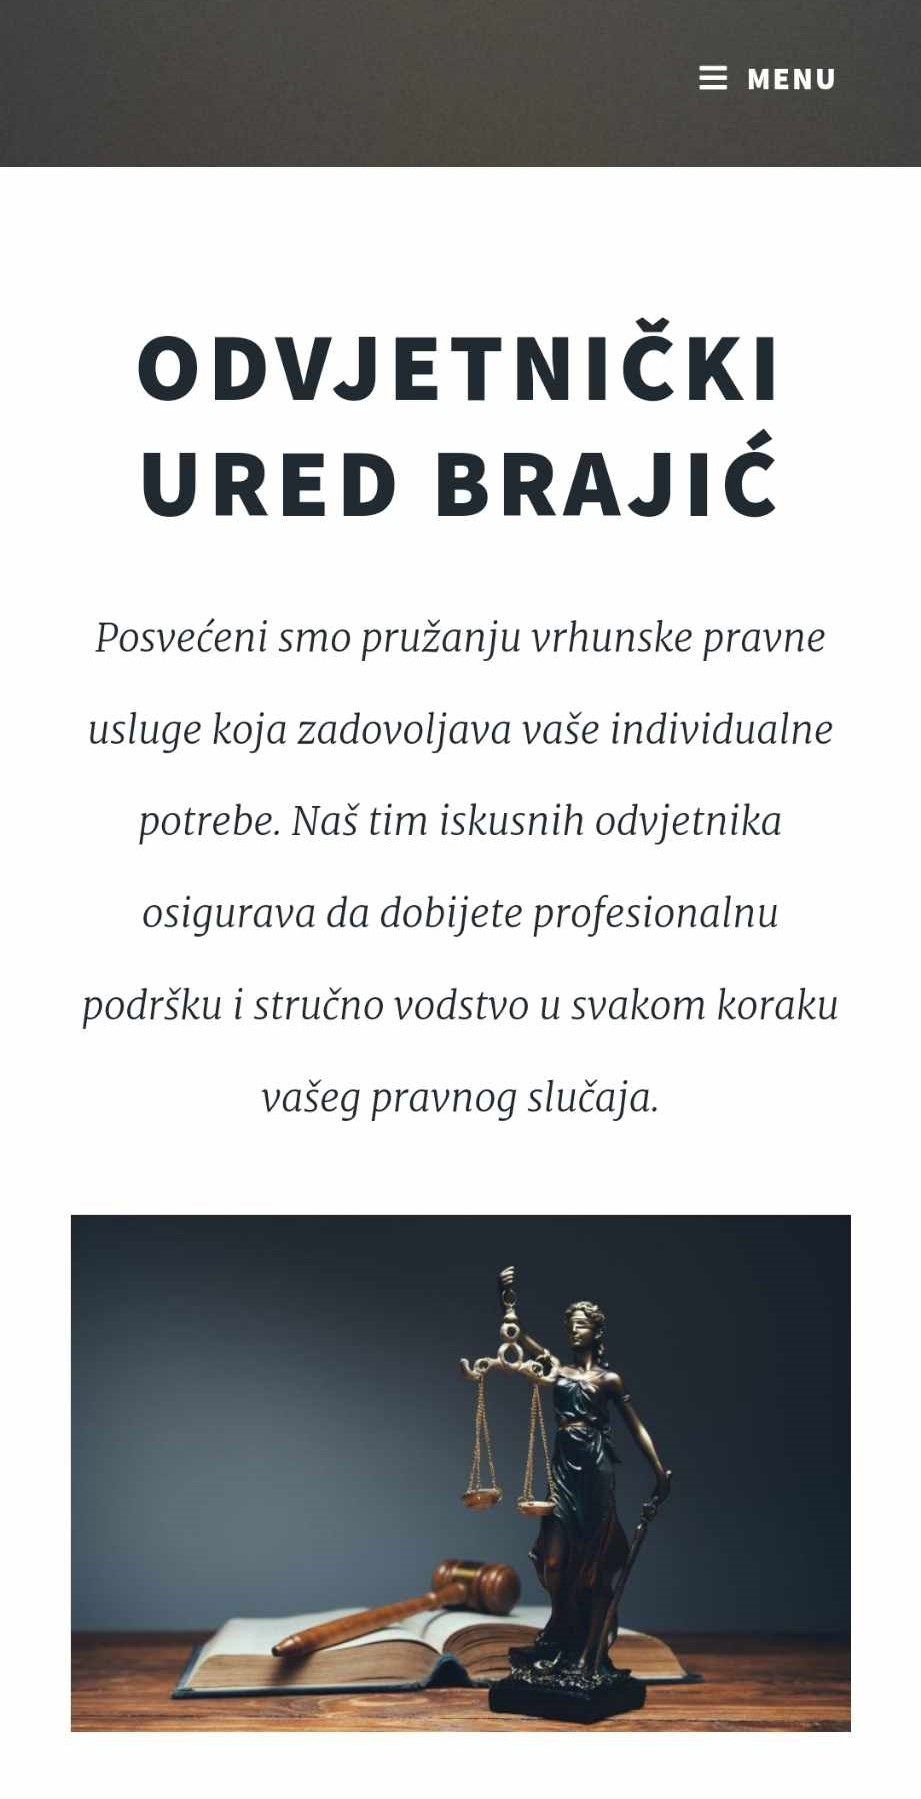 MENU
ODVJETNIČKI
URED BRAJIĆ
Posvećeni smo pružanju vrhunske pravne
usluge koja zadovoljava vaše individualne
potrebe. Naš tim iskusnih odvjetnika
osigurava da dobijete profesionalnu
podršku i stručno vodstvo u svakom koraku
vašeg pravnog slučaja.